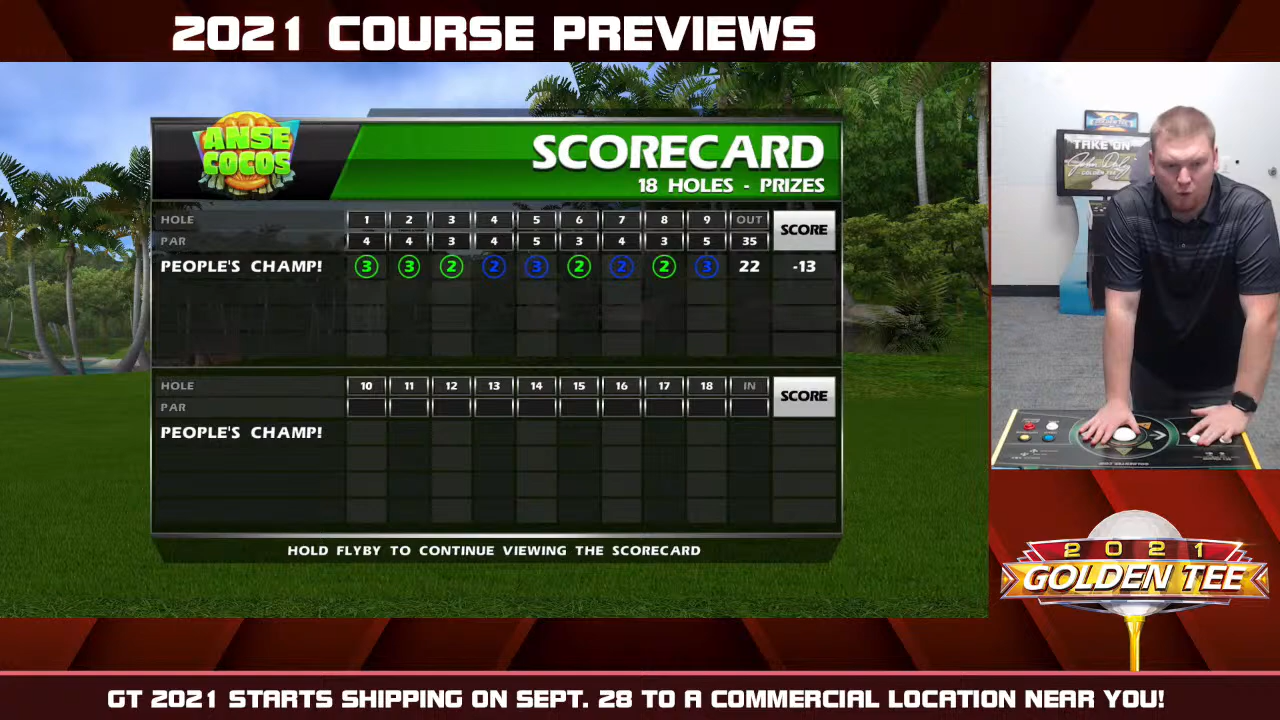 2021 COURSE PREVIEWS
ANSE
COCOS
SCORECARD
18 HOLES - PRIZES
HOLE 1 2 3 4 5 6 7 8 9 OUT SCORE
PAR 4 4 3 4 5 3 4 3 5 35
PEOPLE'S CHAMP! 3 3 2 2 3 2 2 2 3 22 -13
HOLE 10 11 12 13 14 15 16 17 18 IN SCORE
PAR
PEOPLE'S CHAMP!
HOLD FLYBY TO CONTINUE VIEWING THE SCORECARD
TAKE ON
John Daly
GOLDEN TEE
2021
GOLDEN TEE
GT 2021 STARTS SHIPPING ON SEPT. 28 TO A COMMERCIAL LOCATION NEAR YOU!